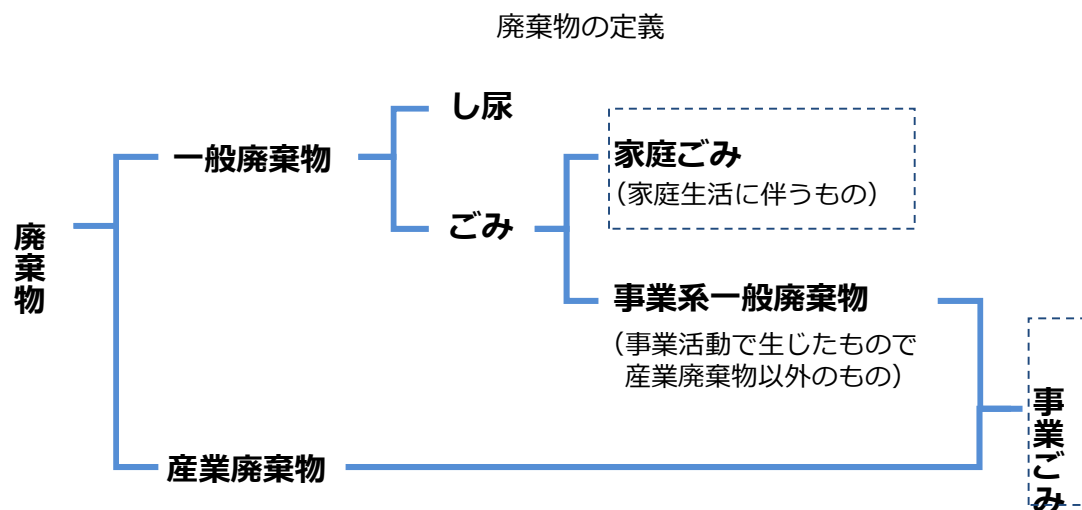 廃棄物の定義
し尿
一般廃棄物
家庭ごみ
（家庭生活に伴うもの）
ごみ
廃棄物
事業系一般廃棄物
（事業活動で生じたもので
産業廃棄物以外のもの）
事業ごみ
産業廃棄物